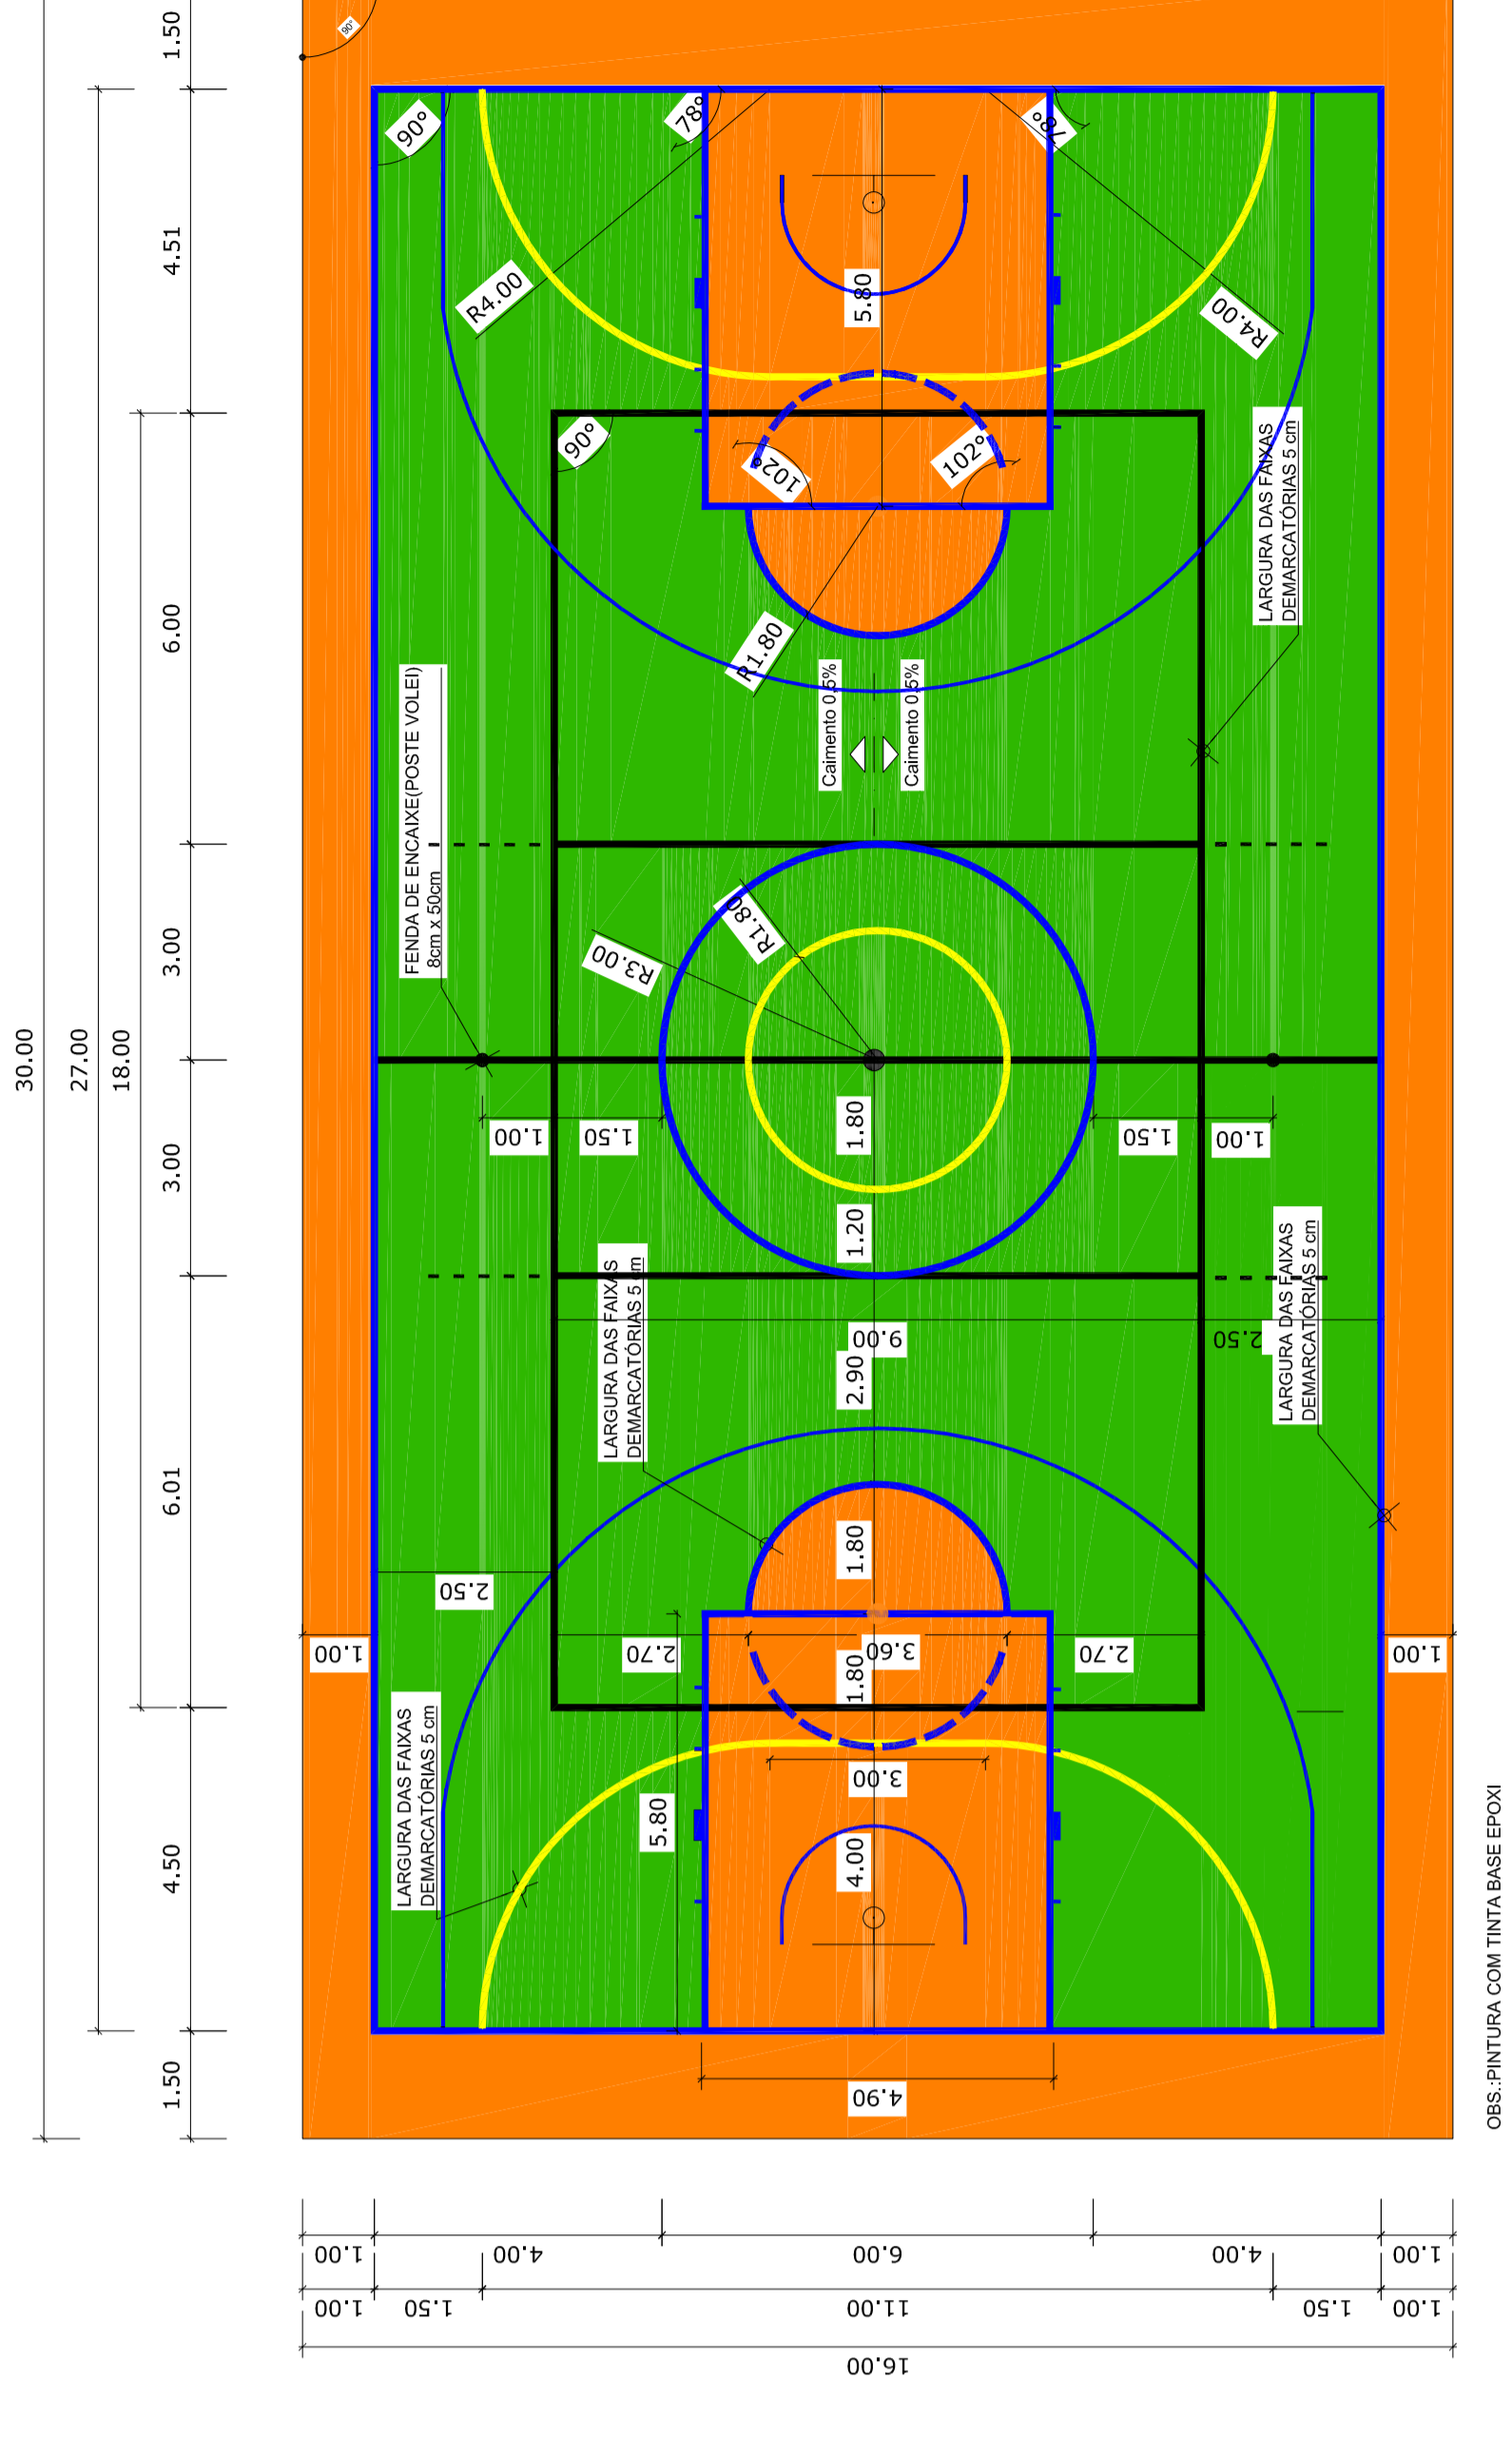 1.50
90°
4.51
6.00
3.00
3.00
6.01
4.50
1.50
30.00
27.00
18.00
90°
78°
78°
R4.00
5.80
R4.00
90°
102°
102°
LARGURA DAS FAIXAS
DEMARCATÓRIAS 5 cm
R1.80
Caimento 0,5%
Caimento 0,5%
FENDA DE ENCAIXE(POSTE VOLEI)
8cm x 50cm
R1.80
R3.00
1.80
1.00
1.50
1.50
1.00
1.20
LARGURA DAS FAIXAS
DEMARCATÓRIAS 5 cm
LARGURA DAS FAIXAS
DEMARCATÓRIAS 5 cm
9.00
2.50
2.90
1.80
2.50
1.00
2.70
3.60
2.70
1.00
1.80
LARGURA DAS FAIXAS
DEMARCATÓRIAS 5 cm
3.00
5.80
4.00
4.90
OBS.:PINTURA COM TINTA BASE EPOXI
1.00
4.00
6.00
4.00
1.00
1.00
1.50
11.00
1.50
1.00
16.00